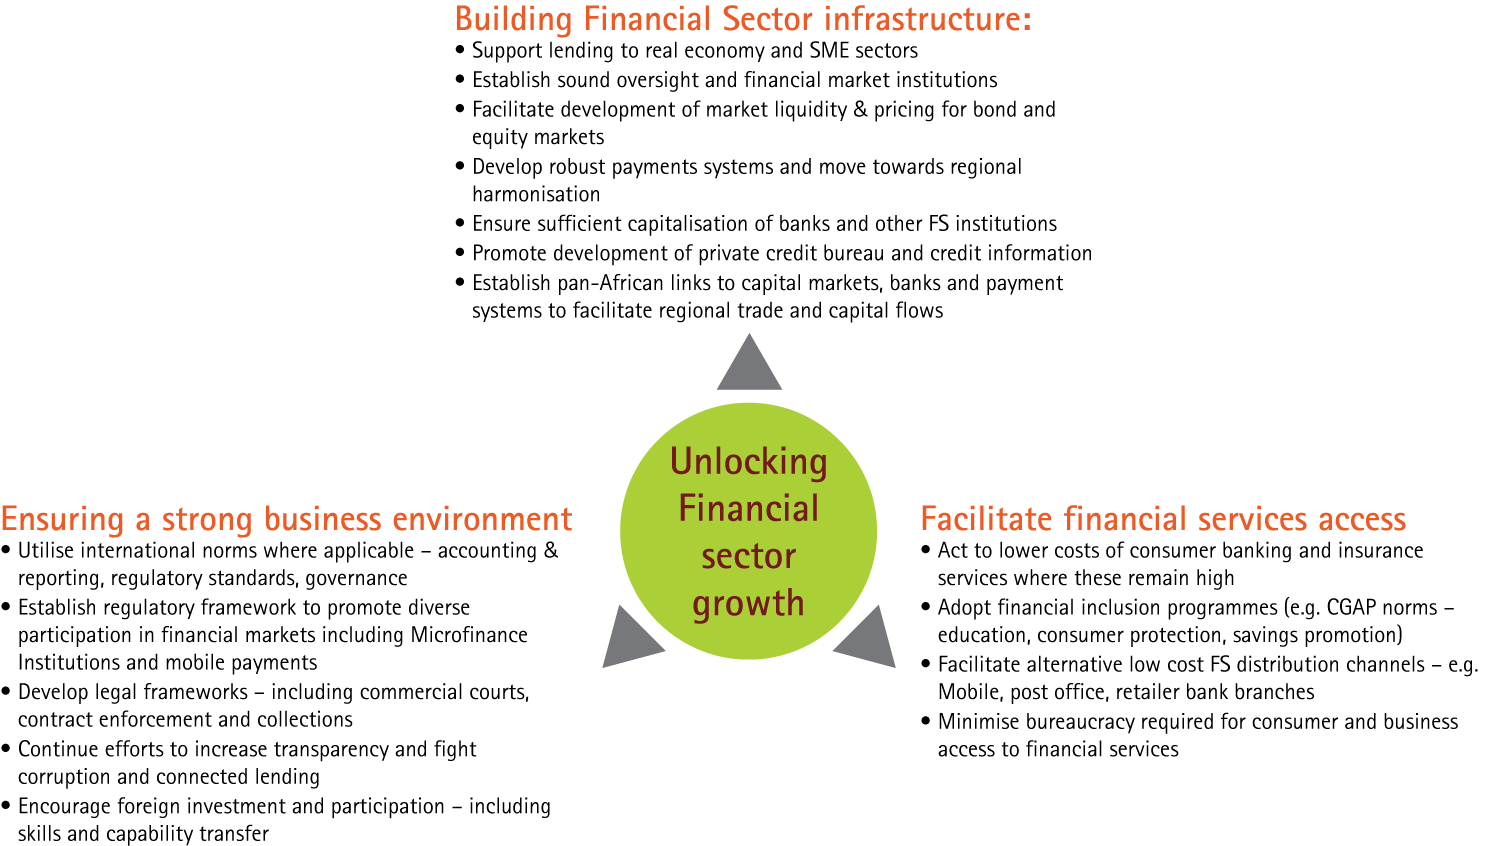 Building Financial Sector infrastructure:
• Support lending to real economy and SME sectors
• Establish sound oversight and financial market institutions
• Facilitate development of market liquidity & pricing for bond and
equity markets
• Develop robust payments systems and move towards regional
harmonisation
• Ensure sufficient capitalisation of banks and other FS institutions
• Promote development of private credit bureau and credit information
• Establish pan-African links to capital markets, banks and payment
systems to facilitate regional trade and capital flows
Unlocking
Financial
sector
growth
Ensuring a strong business environment
• Utilise international norms where applicable – accounting &
reporting, regulatory standards, governance
• Establish regulatory framework to promote diverse
participation in financial markets including Microfinance
Institutions and mobile payments
• Develop legal frameworks – including commercial courts,
contract enforcement and collections
• Continue efforts to increase transparency and fight
corruption and connected lending
• Encourage foreign investment and participation – including
skills and capability transfer
Facilitate financial services access
• Act to lower costs of consumer banking and insurance
services where these remain high
• Adopt financial inclusion programmes (e.g. CGAP norms –
education, consumer protection, savings promotion)
• Facilitate alternative low cost FS distribution channels – e.g.
Mobile, post office, retailer bank branches
• Minimise bureaucracy required for consumer and business
access to financial services